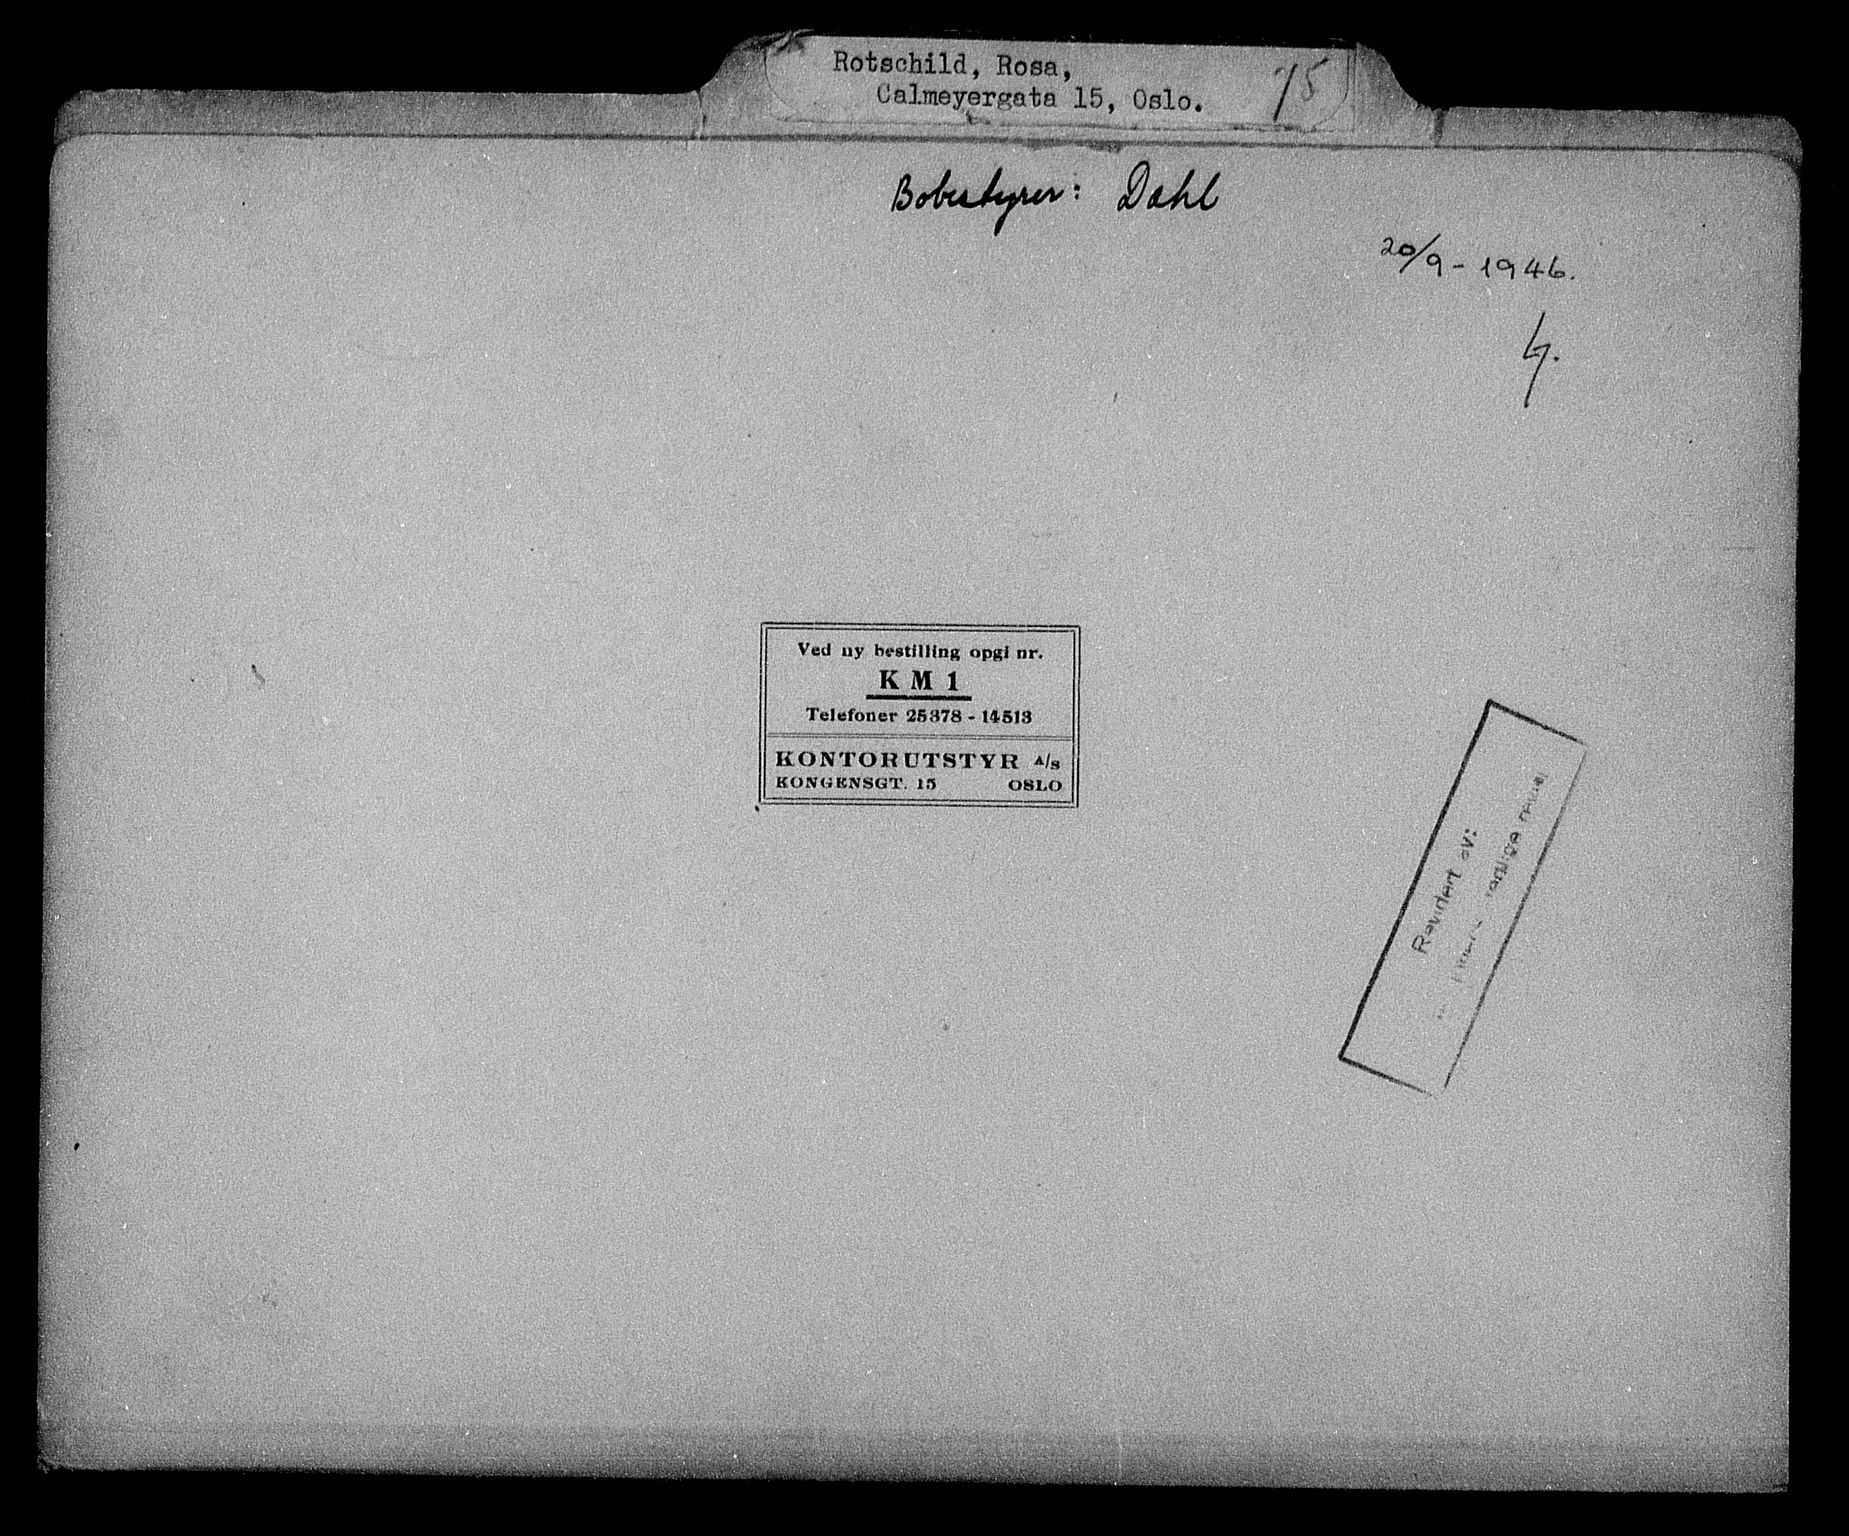 Rotschild, Rosa,
Calmeyergata 15, Oslo.
75
Bobestyrer: Dahl
20/9-1946.
Ved ny bestilling opgi nr.
K M 1
Telefoner 25378 - 14513
KONTORUTSTYR A/S
KONGENSGT. 15 OSLO
Revidert av: